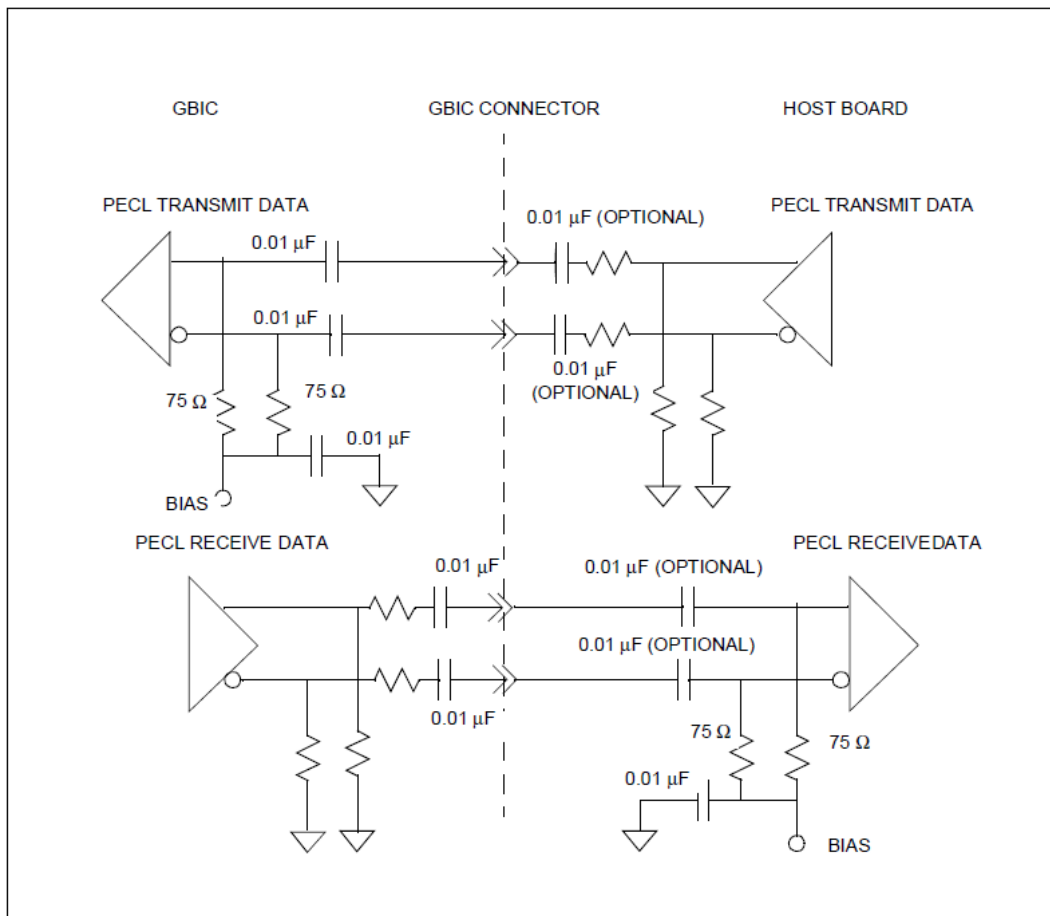 GBIC
GBIC CONNECTOR
HOST BOARD
PECL TRANSMIT DATA
0.01 μF (OPTIONAL)
PECL TRANSMIT DATA
0.01 μF
0.01 μF
0.01 μF
(OPTIONAL)
75 Ω
75 Ω
0.01 μF
BIAS
PECL RECEIVE DATA
PECL RECEIVEDATA
0.01 μF
0.01 μF (OPTIONAL)
0.01 μF (OPTIONAL)
0.01 μF
75 Ω
75 Ω
0.01 μF
BIAS